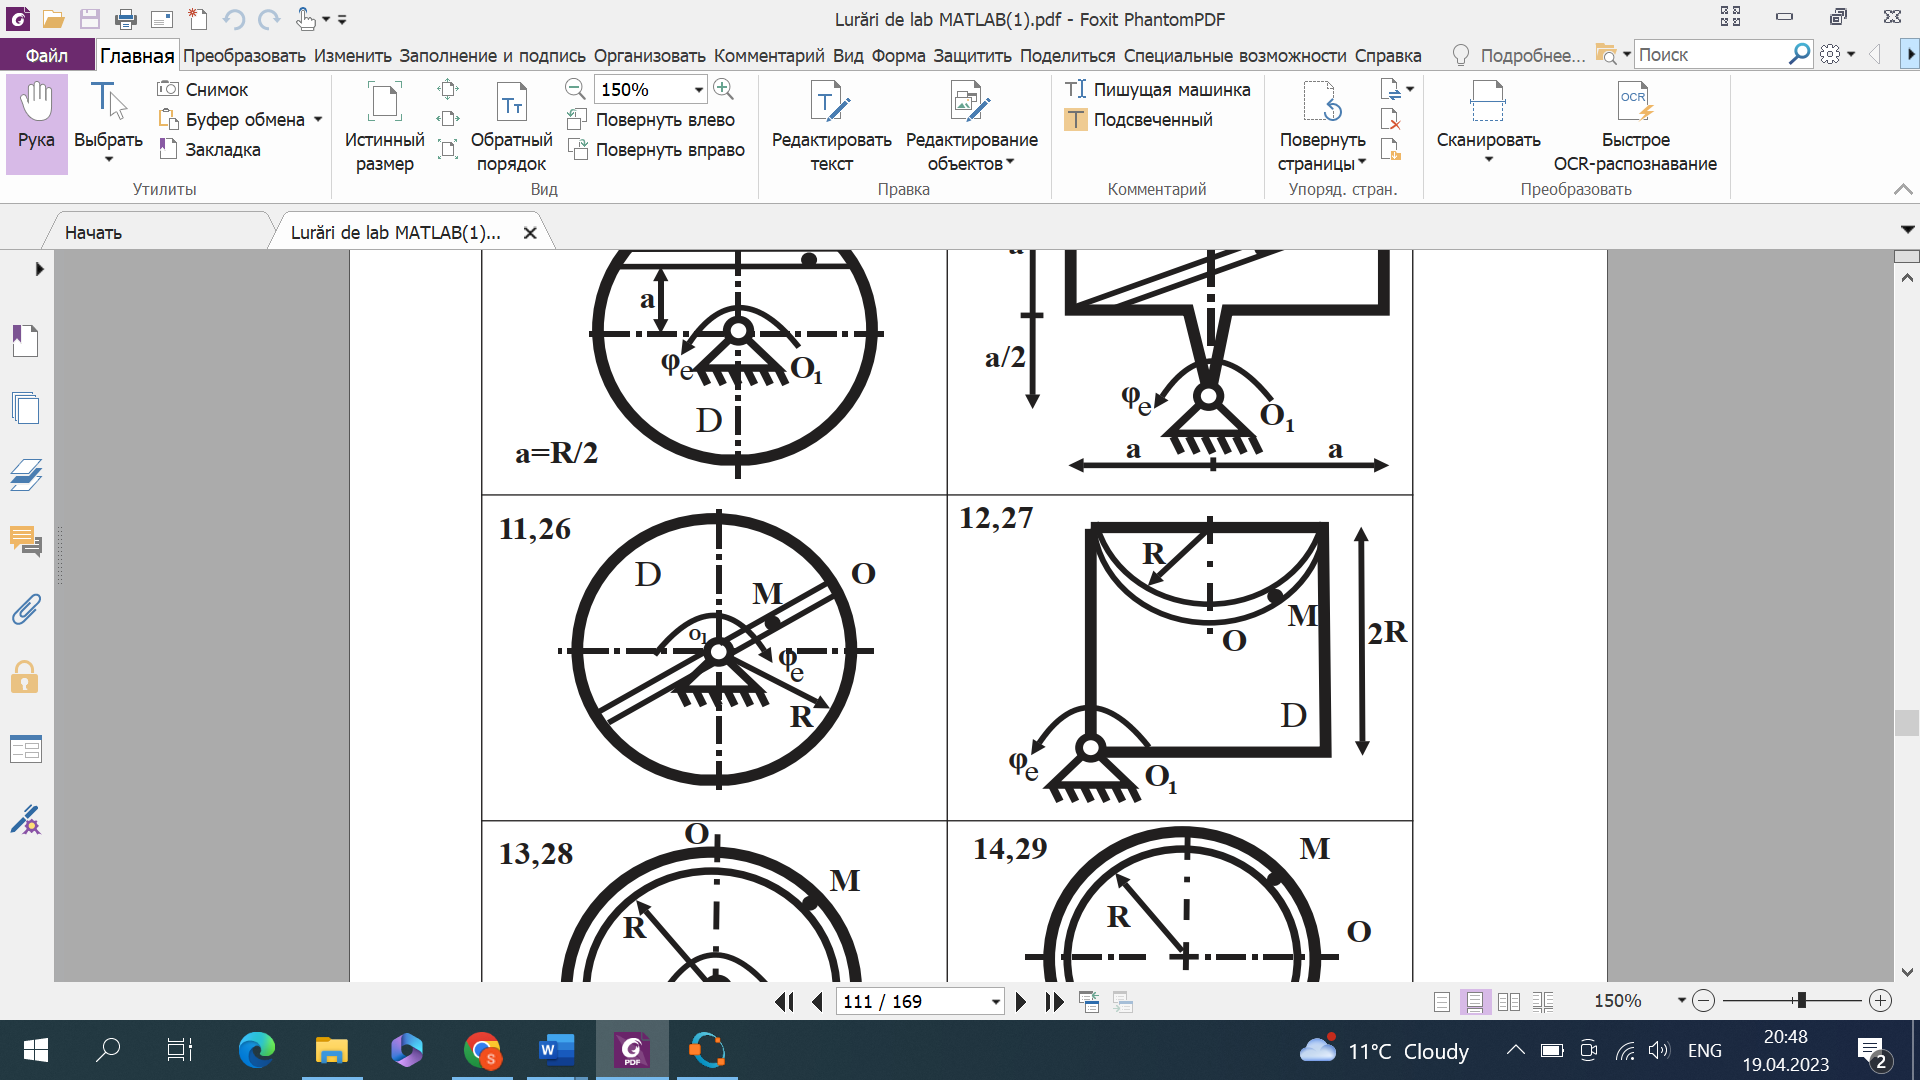 Lurări de lab MATLAB(1).pdf - Foxit PhantomPDF
Файл Главная Преобразовать Изменить Заполнение и подпись Организовать Комментарий Вид Форма Защитить Поделиться Специальные возможности Справка Подробнее... Поиск
Рука
Выбрать
Снимок
Буфер обмена
Закладка
Утилиты
Истинный
размер
Обратный
порядок
150%
Повернуть влево
Повернуть вправо
Вид
Редактировать
текст
Редактирование
объектов
Правка
Пишущая машинка
Подсвеченный
Комментарий
Повернуть
страницы
Упоряд. стран.
Сканировать
Быстрое
OCR-распознавание
Преобразовать
Начать
Lurări de lab MATLAB(1)...
a
φe
O1
D
a=R/2
a/2
φe
O1
a a
11,26
D
M
O
O1
φe
R
12,27
R
M
O
2R
D
φe
O1
13,28
O
M
R
14,29
M
R
O
111 / 169
150%
PDF
11°C Cloudy
ENG
20:48
19.04.2023
2